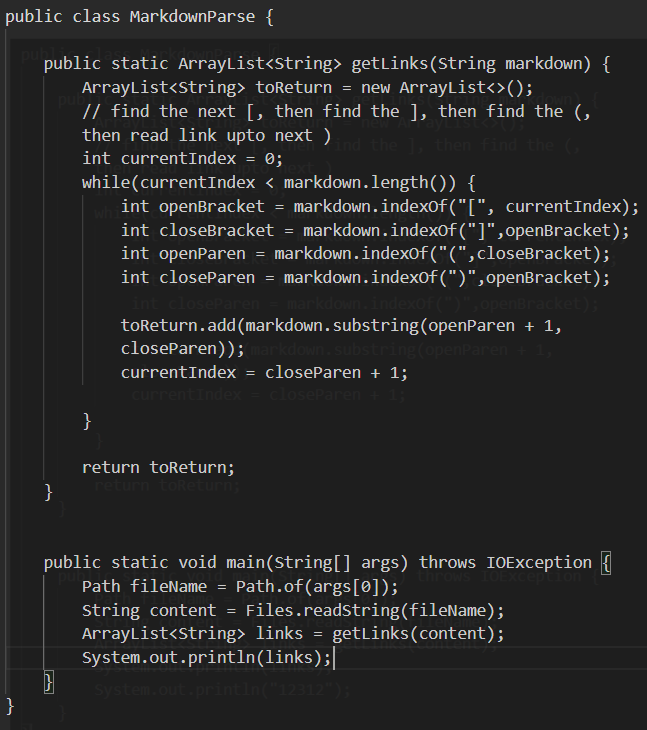 public class MarkdownParse {
    public static ArrayList<String> getLinks(String markdown) {
        ArrayList<String> toReturn = new ArrayList<>();
        // find the next [, then find the ], then find the (,
        then read link upto next )
        int currentIndex = 0;
        while(currentIndex < markdown.length()) {
            int openBracket = markdown.indexOf("[", currentIndex);
            int closeBracket = markdown.indexOf("]",openBracket);
            int openParen = markdown.indexOf("(",closeBracket);
            int closeParen = markdown.indexOf(")",openBracket);
            toReturn.add(markdown.substring(openParen + 1,
            closeParen));
            currentIndex = closeParen + 1;
        }
        return toReturn;
    }
    public static void main(String[] args) throws IOException {
        Path fileName = Path.of(args[0]);
        String content = Files.readString(fileName);
        ArrayList<String> links = getLinks(content);
        System.out.println(links);
    }
}